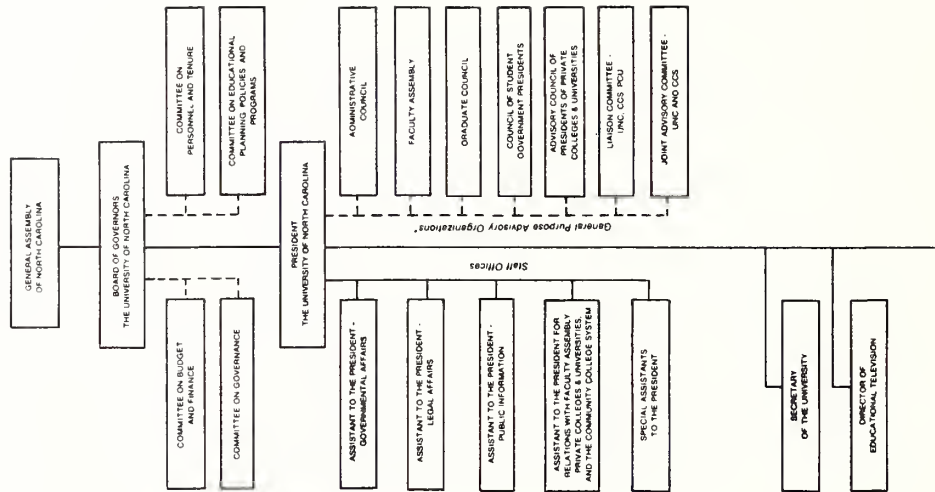 GENERAL ASSEMBLY
OF NORTH CAROLINA
BOARD OF GOVERNORS
THE UNIVERSITY OF NORTH CAROLINA
COMMITTEE ON BUDGET
AND FINANCE
COMMITTEE ON GOVERNANCE
COMMITTEE ON
PERSONNEL AND TENURE
COMMITTEE ON EDUCATIONAL
PLANNING POLICIES AND
PROGRAMS
PRESIDENT
THE UNIVERSITY OF NORTH CAROLINA
Staff Offices
ASSISTANT TO THE PRESIDENT -
GOVERNMENTAL AFFAIRS
ASSISTANT TO THE PRESIDENT -
LEGAL AFFAIRS
ASSISTANT TO THE PRESIDENT -
PUBLIC INFORMATION
ASSISTANT TO THE PRESIDENT FOR
RELATIONS WITH FACULTY ASSEMBLY
PRIVATE COLLEGES & UNIVERSITIES,
AND THE COMMUNITY COLLEGE SYSTEM
SPECIAL ASSISTANTS
TO THE PRESIDENT
General Purpose Advisory Organizations*
ADMINISTRATIVE
COUNCIL
FACULTY ASSEMBLY
GRADUATE COUNCIL
COUNCIL OF STUDENT
GOVERNMENT PRESIDENTS
ADVISORY COUNCIL OF
PRESIDENTS OF PRIVATE
COLLEGES & UNIVERSITIES
LIAISON COMMITTEE -
UNC, CCS, PCU
JOINT ADVISORY COMMITTEE -
UNC AND CCS
SECRETARY
OF THE UNIVERSITY
DIRECTOR OF
EDUCATIONAL TELEVISION